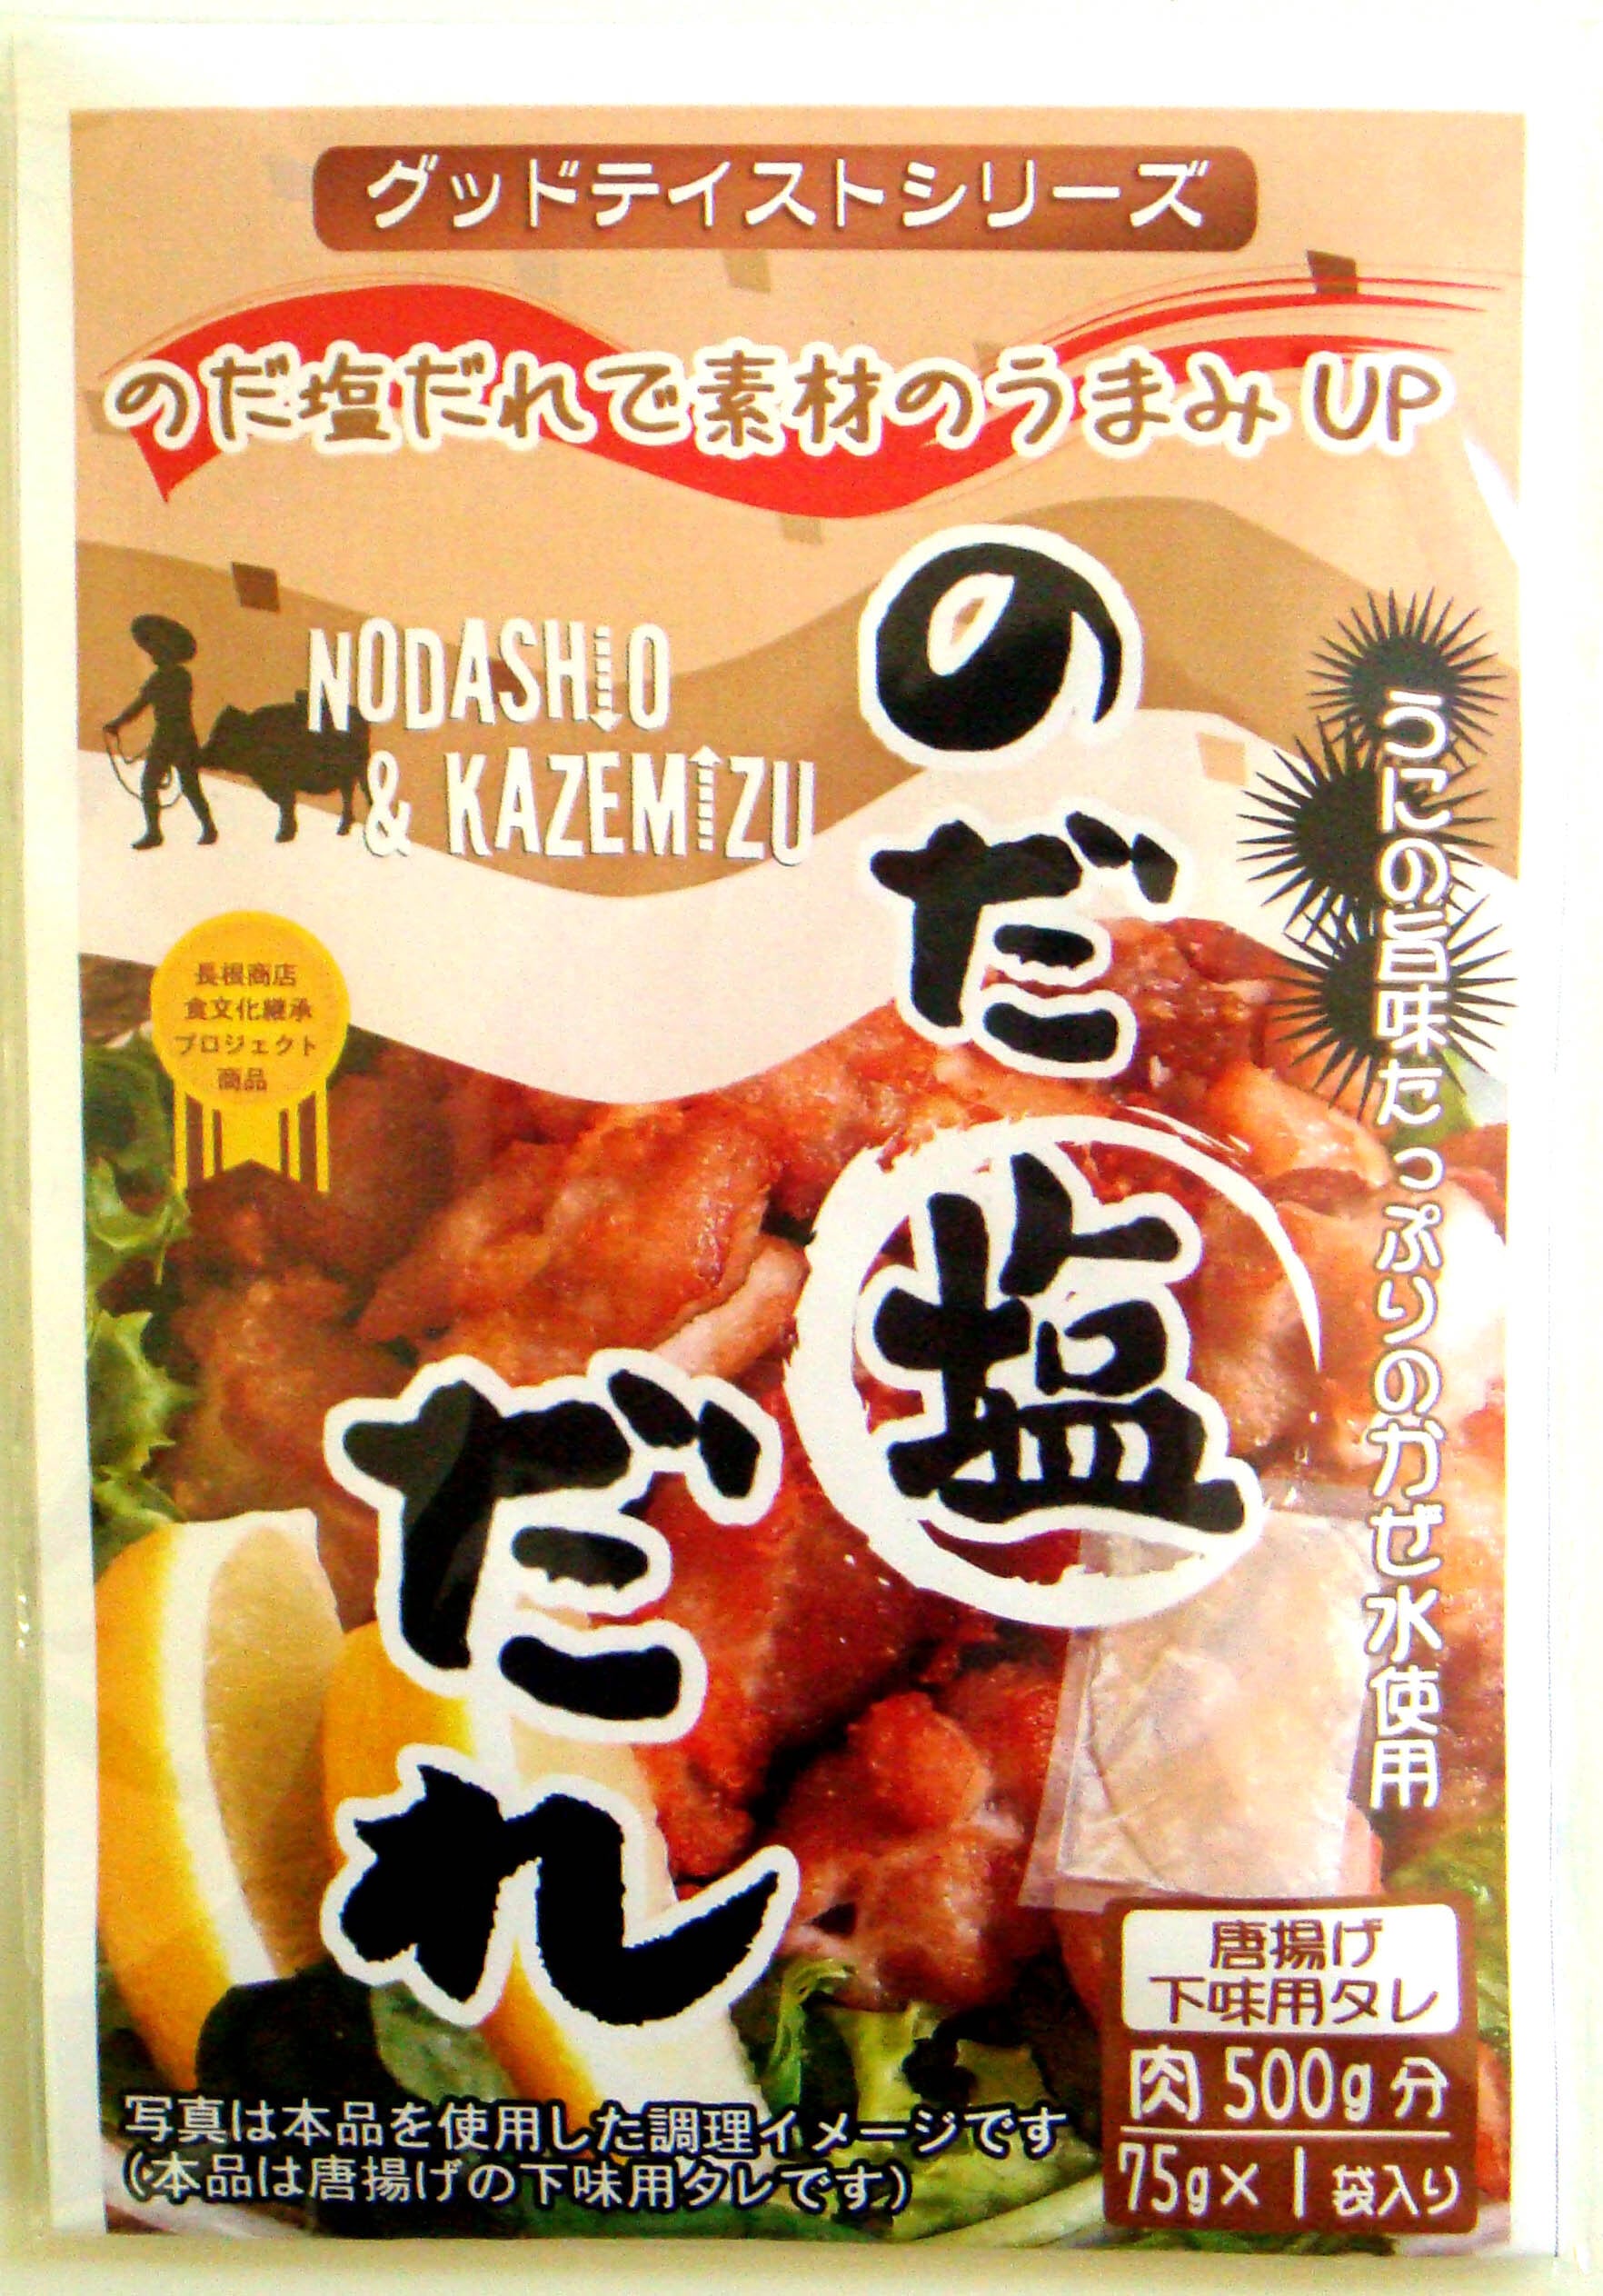 グッドテイストシリーズ
のだ塩だれで素材のうまみUP
NODASHiO
& KAZEMiZU
のだ塩
だれ
うにの旨味たっぷりのかぜ水使用
長根商店
食文化継承
プロジェクト
商品
唐揚げ
下味用タレ
肉500g分
75g×1袋入り
写真は本品を使用した調理イメージです
(本品は唐揚げの下味用タレです)